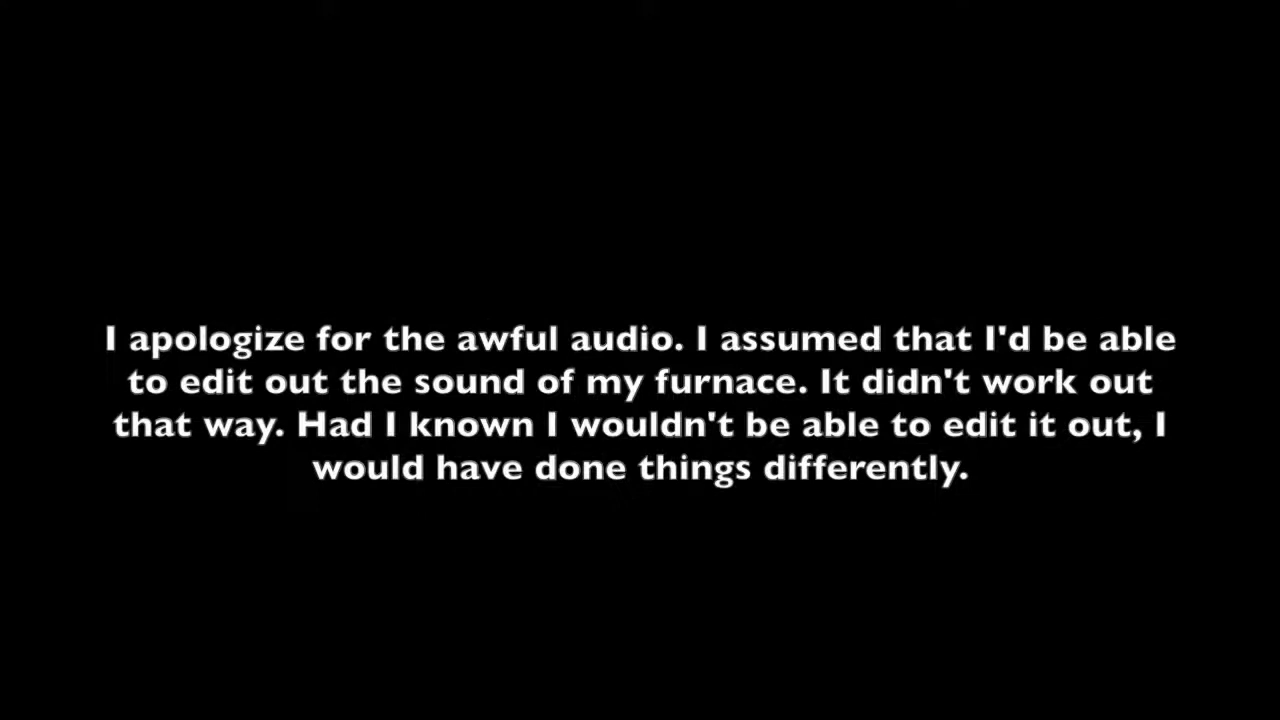 I apologize for the awful audio. I assumed that I'd be able
to edit out the sound of my furnace. It didn't work out
that way. Had I known I wouldn't be able to edit it out, I
would have done things differently.